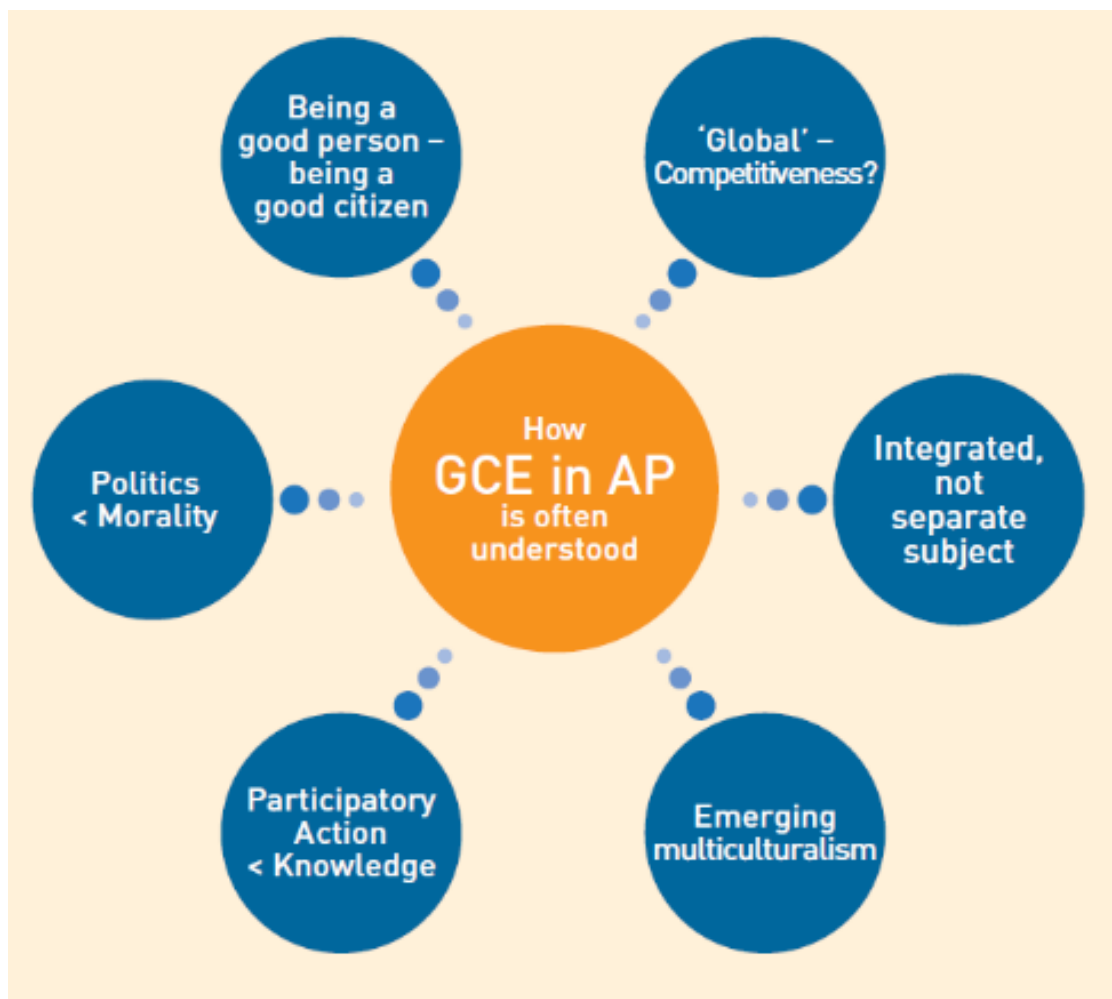 Being a
good person –
being a
good citizen
‘Global’ –
Competitiveness?
How
GCE in AP
is often
understood
Politics
< Morality
Integrated,
not
separate
subject
Participatory
Action
< Knowledge
Emerging
multiculturalism